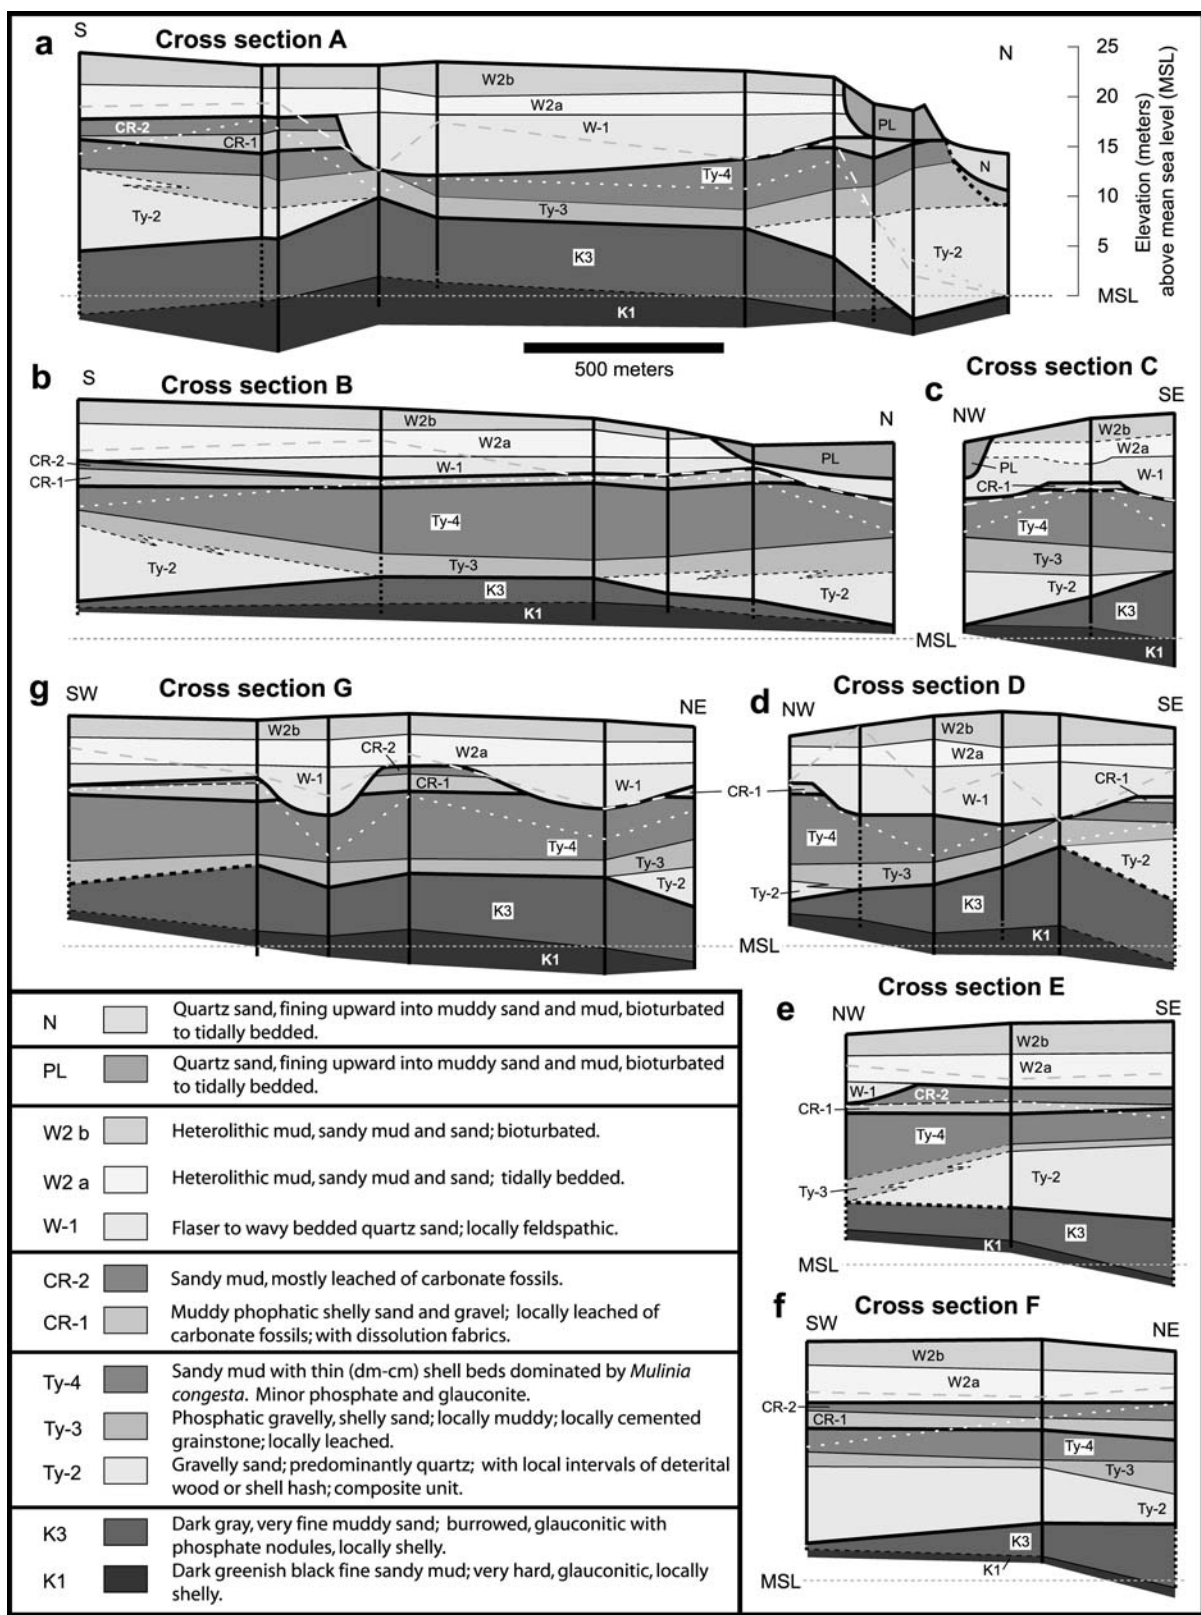 a
S
Cross section A
N
25
20
15
10
5
Elevation (meters)
above mean sea level (MSL)
W2b
W2a
W-1
PL
CR-2
CR-1
N
Ty-4
Ty-3
Ty-2
Ty-2
K3
MSL
K1
500 meters
b
S
Cross section B
N
W2b
W2a
CR-2
W-1
PL
CR-1
Ty-4
Ty-3
Ty-2
K3
Ty-2
K1
MSL
Cross section C
c
NW
SE
W2b
W2a
PL
W-1
CR-1
Ty-4
Ty-3
Ty-2
K3
K1
g
SW
Cross section G
NE
W2b
CR-2
W2a
W-1
CR-1
W-1
Ty-4
Ty-3
Ty-2
K3
K1
MSL
Cross section D
d
NW
SE
W2b
W2a
CR-1
CR-1
W-1
Ty-4
Ty-3
Ty-2
Ty-2
K3
K1
Cross section E
e
NW
SE
W2b
W2a
W-1
CR-2
CR-1
Ty-4
Ty-2
Ty-3
K3
K1
MSL
f
Cross section F
SW
NE
W2b
W2a
CR-2
CR-1
Ty-4
Ty-3
Ty-2
K3
K1
MSL
N
Quartz sand, fining upward into muddy sand and mud, bioturbated
to tidally bedded.
PL
Quartz sand, fining upward into muddy sand and mud, bioturbated
to tidally bedded.
W2 b
Heterolithic mud, sandy mud and sand; bioturbated.
W2 a
Heterolithic mud, sandy mud and sand; tidally bedded.
W-1
Flaser to wavy bedded quartz sand; locally feldspathic.
CR-2
Sandy mud, mostly leached of carbonate fossils.
CR-1
Muddy phophatic shelly sand and gravel; locally leached of
carbonate fossils; with dissolution fabrics.
Ty-4
Sandy mud with thin (dm-cm) shell beds dominated by Mulinia
congesta. Minor phosphate and glauconite.
Ty-3
Phosphatic gravelly, shelly sand; locally muddy; locally cemented
grainstone; locally leached.
Ty-2
Gravelly sand; predominantly quartz; with local intervals of deterital
wood or shell hash; composite unit.
K3
Dark gray, very fine muddy sand; burrowed, glauconitic with
phosphate nodules, locally shelly.
K1
Dark greenish black fine sandy mud; very hard, glauconitic, locally
shelly.